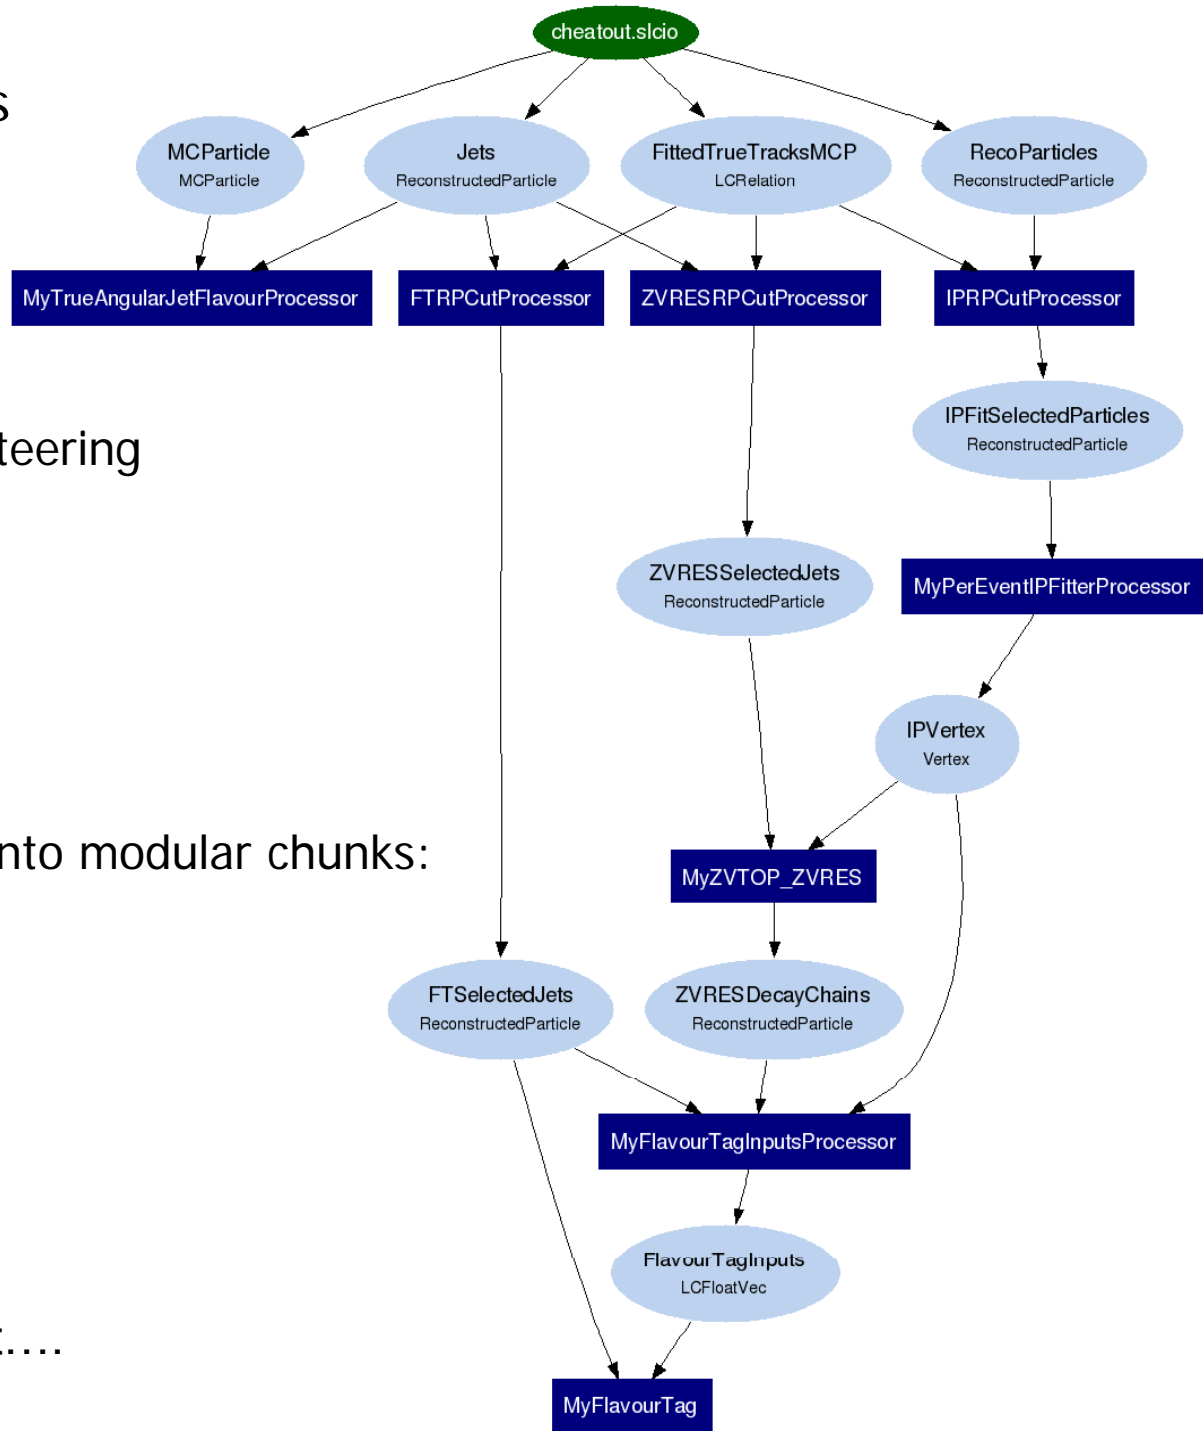 cheatout.slcio
s
MCParticle
MCParticle
Jets
ReconstructedParticle
FittedTrueTracksMCP
LCRelation
RecoParticles
ReconstructedParticle
MyTrueAngularJetFlavourProcessor
FTRPCutProcessor
ZVRESRPCutProcessor
IPRPCutProcessor
IPFitSelectedParticles
ReconstructedParticle
teering
ZVRESSelectedJets
ReconstructedParticle
MyPerEventIPFitterProcessor
IPVertex
Vertex
nto modular chunks:
MyZVTOP_ZVRES
FTSelectedJets
ReconstructedParticle
ZVRESDecayChains
ReconstructedParticle
MyFlavourTagInputsProcessor
FlavourTagInputs
LCFloatVec
t....
MyFlavourTag